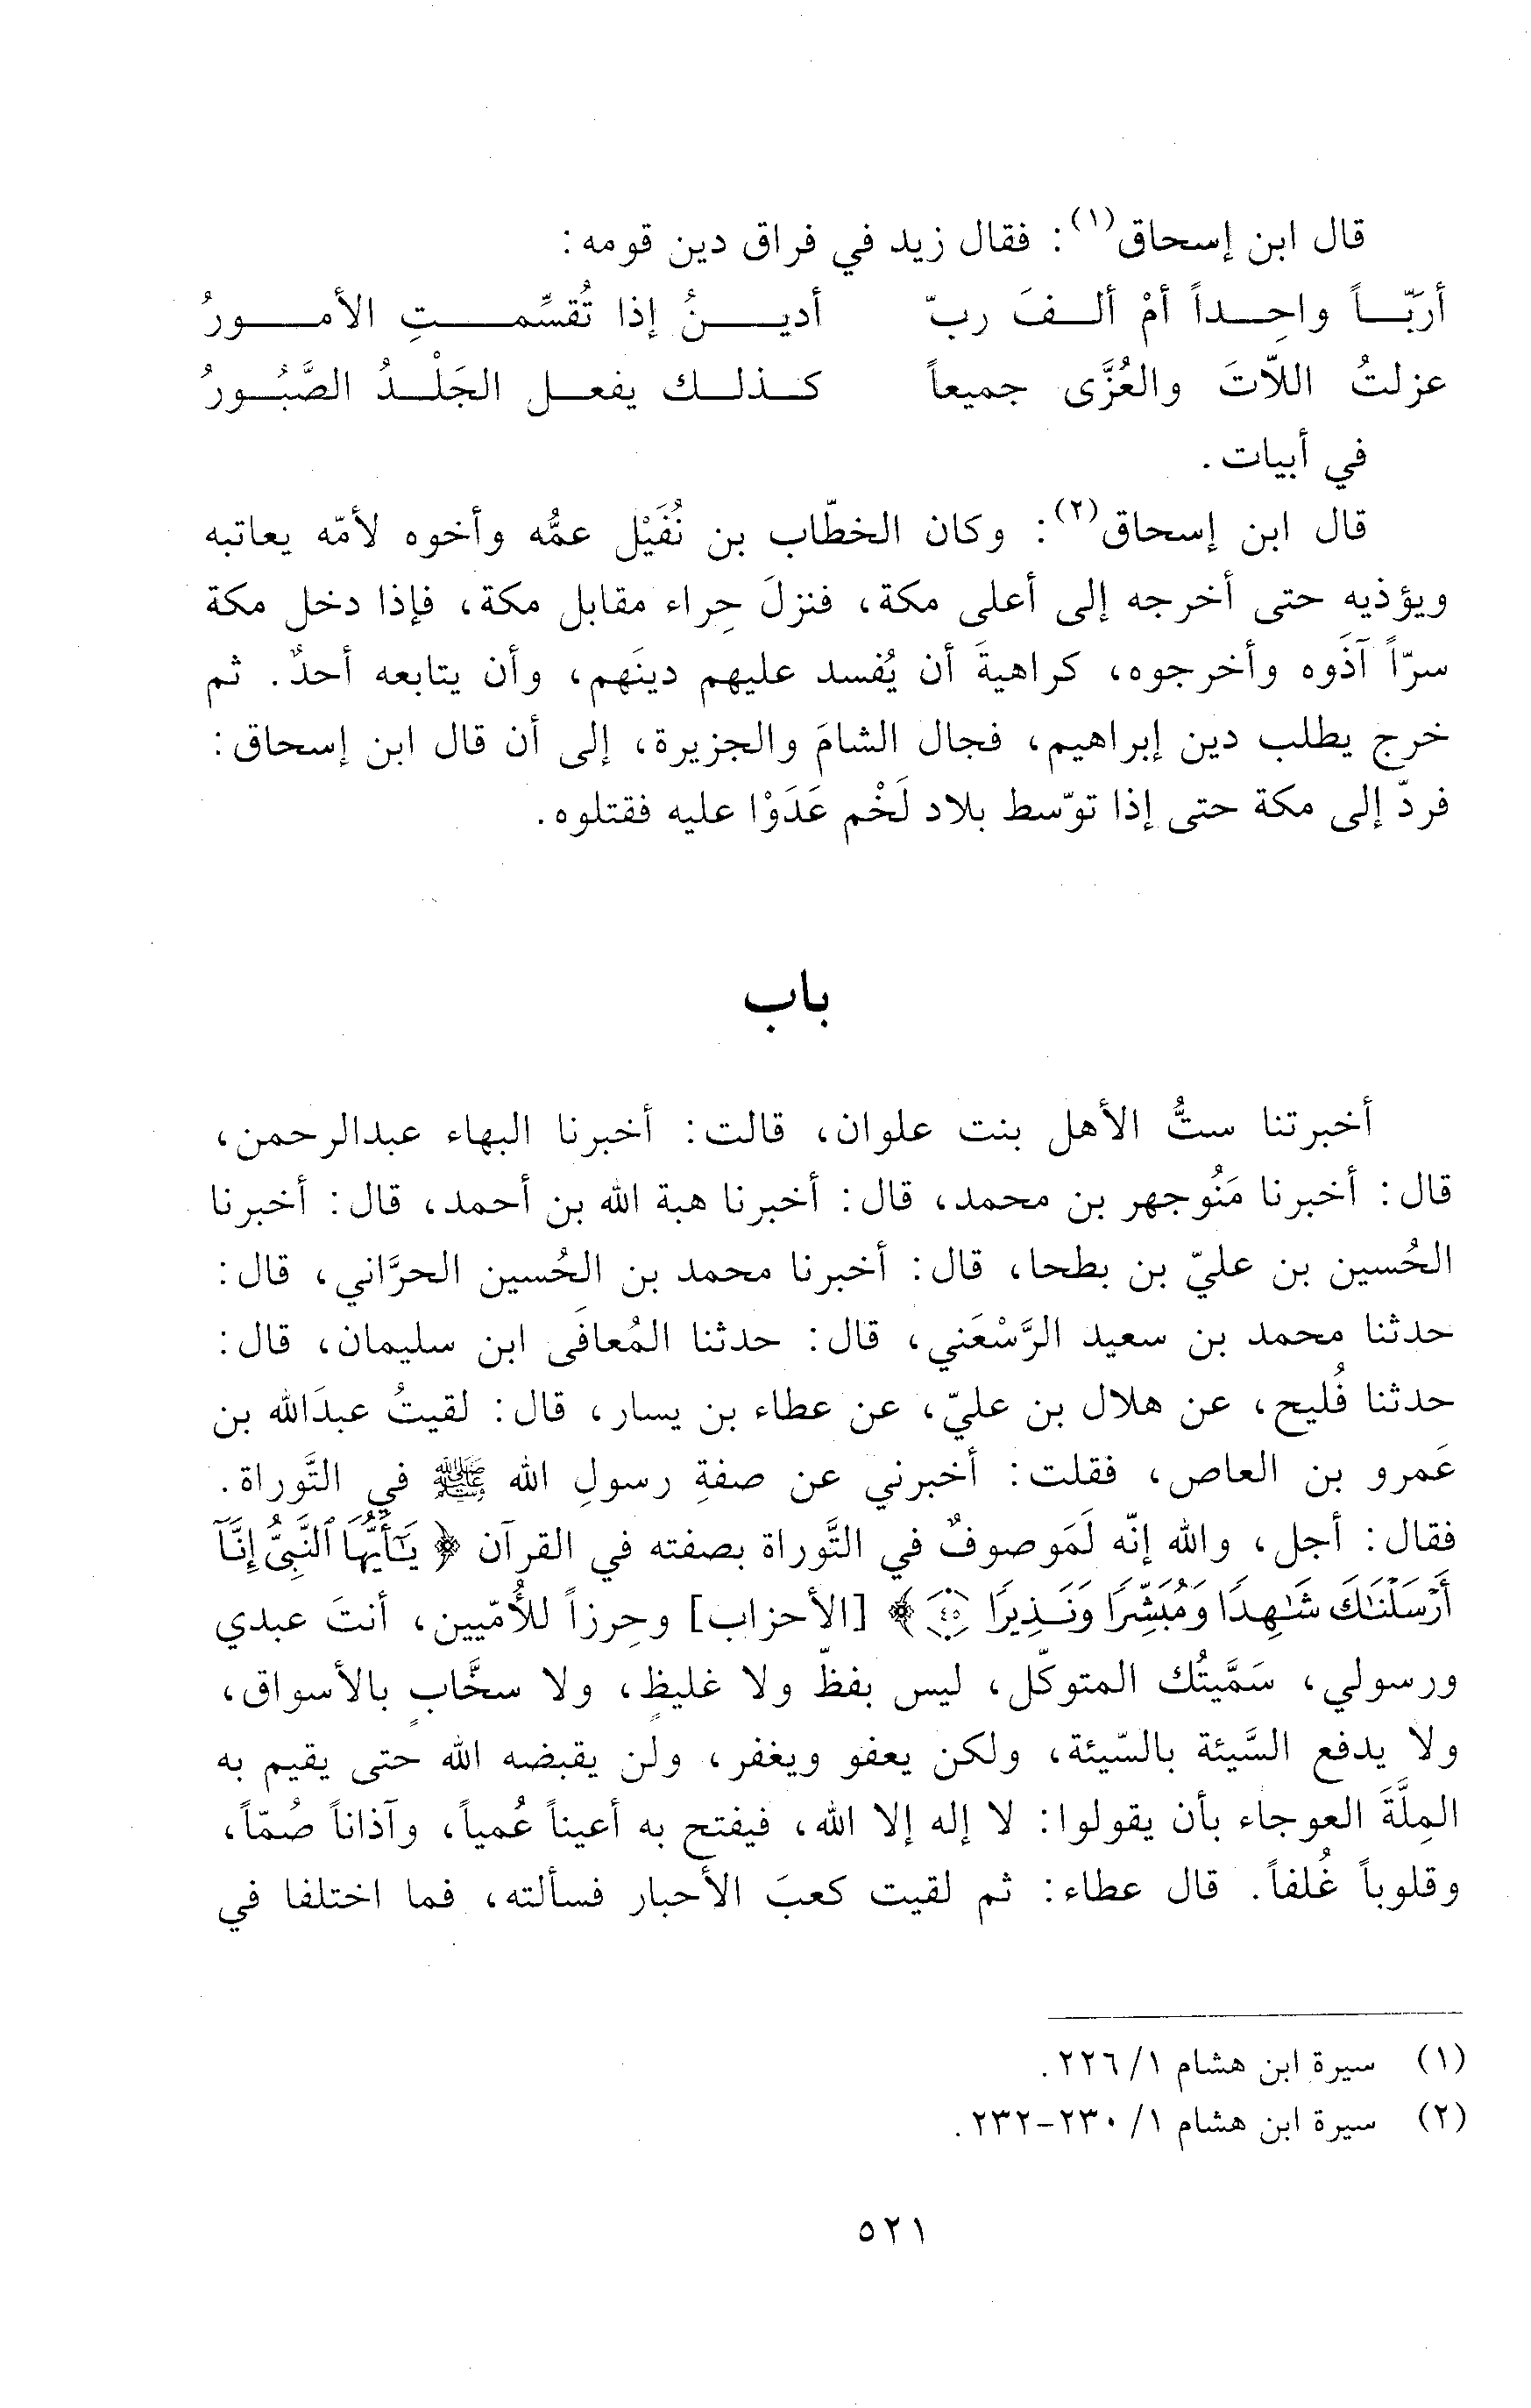 قال ابن إسحاق(١): فقال زيد في فراق دين قومه:
أرَبّـاً واحِـداً أمْ ألـفَ ربّ أديـنُ إذا تُقسِّمـتِ الأمـورُ
عزلتُ اللاّتَ والعُزَّى جميعاً كـذلـك يفعـل الجَلْـدُ الصَّبُـورُ
في أبيات.
قال ابن إسحاق(٢): وكان الخطّاب بن نُفَيْل عمُّه وأخوه لأمّه يعاتبه
ويؤذيه حتى أخرجه إلى أعلى مكة، فنزلَ حِراء مقابل مكة، فإذا دخل مكة
سرّاً آذَوه وأخرجوه، كراهيةَ أن يُفسد عليهم دينَهم، وأن يتابعه أحدٌ. ثم
خرج يطلب دين إبراهيم، فجال الشامَ والجزيرة، إلى أن قال ابن إسحاق:
فردّ إلى مكة حتى إذا توّسط بلاد لَخْم عَدَوْا عليه فقتلوه.
باب
أخبرتنا ستُّ الأهل بنت علوان، قالت: أخبرنا البهاء عبدالرحمن،
قال: أخبرنا مَنُوجهر بن محمد، قال: أخبرنا هبة الله بن أحمد، قال: أخبرنا
الحُسين بن عليّ بن بطحا، قال: أخبرنا محمد بن الحُسين الحرَّاني، قال:
حدثنا محمد بن سعيد الرَّسْعَني، قال: حدثنا المُعافَى ابن سليمان، قال:
حدثنا فُليح، عن هلال بن عليّ، عن عطاء بن يسار، قال: لقيتُ عبدَالله بن
عَمرو بن العاص، فقلت: أخبرني عن صفةِ رسولِ الله ﷺ في التَّوراة.
فقال: أجل، والله إنّه لَمَوصوفٌ في التَّوراة بصفته في القرآن ﴿ يَٰٓأَيُّهَا ٱلنَّبِىُّ إِنَّآ
أَرْسَلْنَٰكَ شَٰهِدًا وَمُبَشِّرًا وَنَذِيرًا ٤٥ ﴾ [الأحزاب] وحِرزاً للأُمّيين، أنتَ عبدي
ورسولي، سَمَّيتُك المتوكّل، ليس بفظّ ولا غليظٍ، ولا سخَّابٍ بالأسواق،
ولا يدفع السَّيئة بالسّيئة، ولكن يعفو ويغفر، ولن يقبضه الله حتى يقيم به
المِلَّةَ العوجاء بأن يقولوا: لا إله إلا الله، فيفتح به أعيناً عُمياً، وآذاناً صُمّاً،
وقلوباً غُلفاً. قال عطاء: ثم لقيت كعبَ الأحبار فسألته، فما اختلفا في
(١) سيرة ابن هشام ١/ ٢٢٦.
(٢) سيرة ابن هشام ١/ ٢٣٠-٢٣٢.
٥٢١